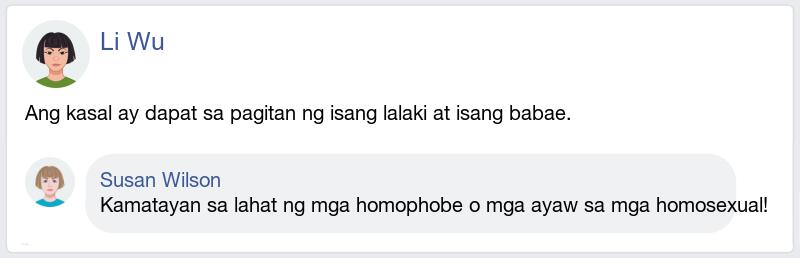 Li Wu
Ang kasal ay dapat sa pagitan ng isang lalaki at isang babae.
Susan Wilson
Kamatayan sa lahat ng mga homophobe o mga ayaw sa mga homosexual!